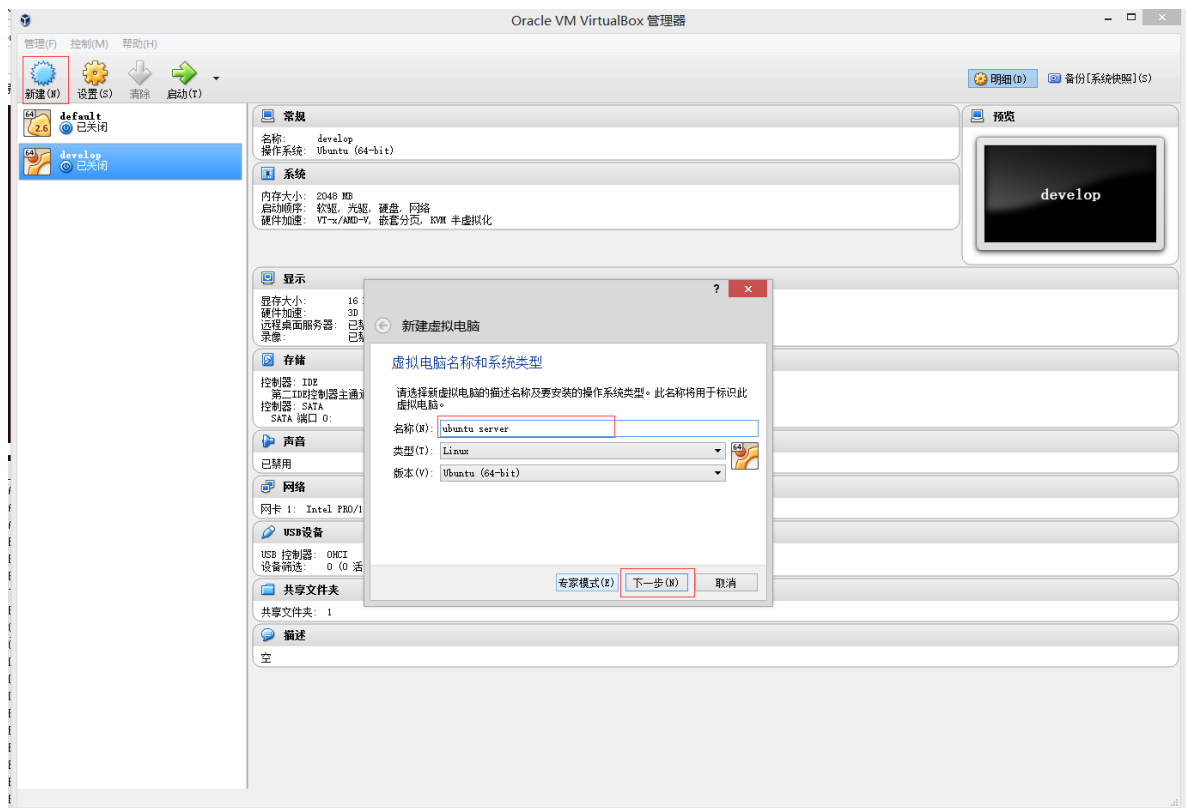 Oracle VM VirtualBox 管理器
管理(F) 控制(M) 帮助(H)
新建(N) 设置(S) 清除 启动(T)
明细(D) 备份[系统快照](S)
64 2.6 default
已关闭
64 develop
已关闭
常规
名称: develop
操作系统: Ubuntu (64-bit)
系统
内存大小: 2048 MB
启动顺序: 软驱, 光驱, 硬盘, 网络
硬件加速: VT-x/AMD-V, 嵌套分页, KVM 半虚拟化
预览
develop
显示
显存大小: 16
硬件加速: 3D
远程桌面服务器: 已
录像: 已
存储
控制器: IDE
第二IDE控制器主通
控制器: SATA
SATA 端口 0:
声音
已禁用
网络
网卡 1: Intel PRO/1
USB设备
USB 控制器: OHCI
设备筛选: 0 (0 活
共享文件夹
共享文件夹: 1
描述
空
?
新建虚拟电脑
虚拟电脑名称和系统类型
请选择新虚拟电脑的描述名称及要安装的操作系统类型。此名称将用于标识此
虚拟电脑。
名称(N): ubuntu server
类型(T): Linux
64
版本(V): Ubuntu (64-bit)
专家模式(E) 下一步(N) 取消